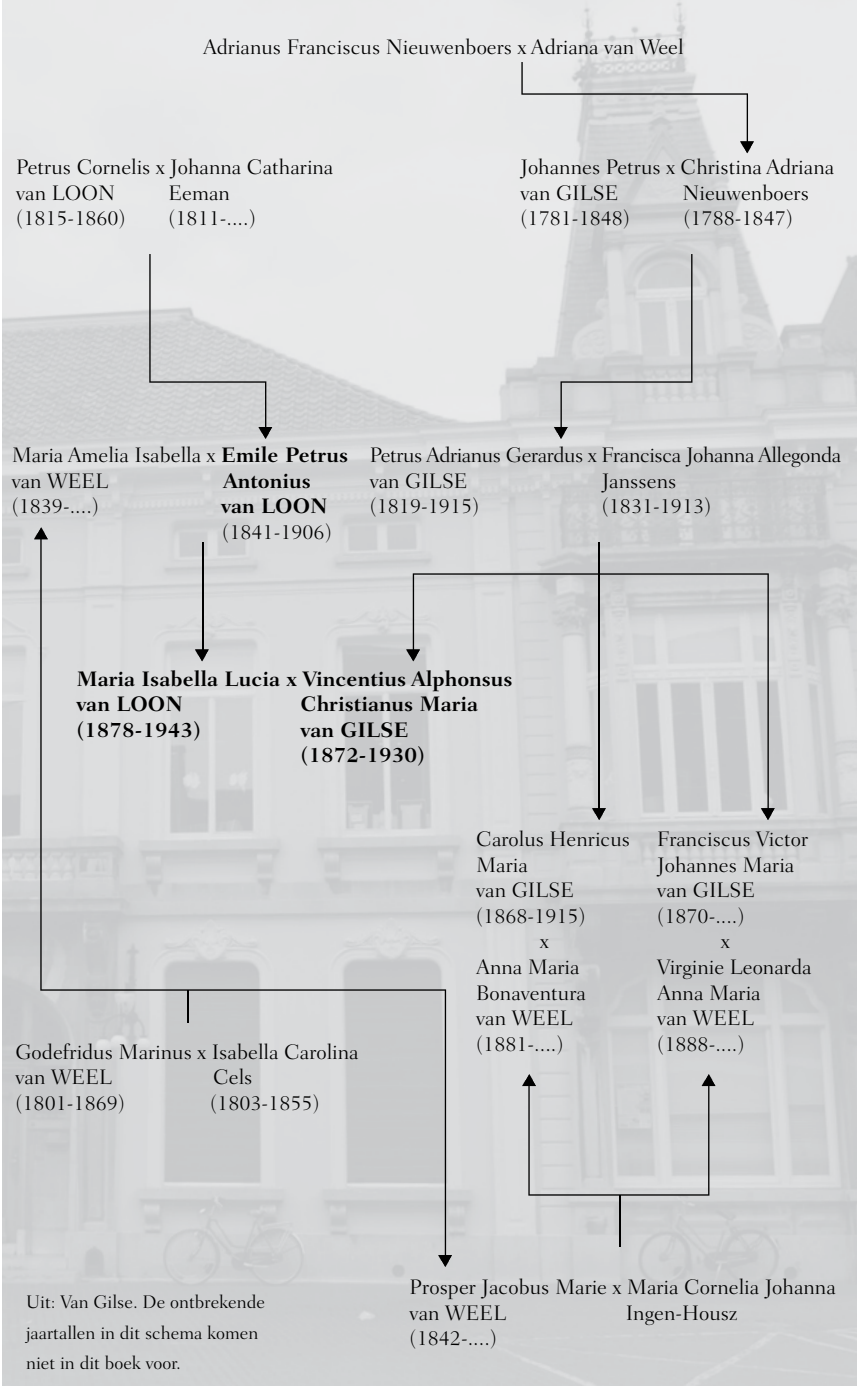 Adrianus Franciscus Nieuwenboers x Adriana van Weel
Petrus Cornelis x Johanna Catharina
van LOON Eeman
(1815-1860) (1811-....)
Johannes Petrus x Christina Adriana
van GILSE Nieuwenboers
(1781-1848) (1788-1847)
Maria Amelia Isabella x Emile Petrus
van WEEL Antonius
(1839-....) van LOON
(1841-1906)
Petrus Adrianus Gerardus x Francisca Johanna Allegonda
van GILSE Janssens
(1819-1915) (1831-1913)
Maria Isabella Lucia x Vincentius Alphonsus
van LOON Christianus Maria
(1878-1943) van GILSE
(1872-1930)
Carolus Henricus
Maria
van GILSE
(1868-1915)
x
Anna Maria
Bonaventura
van WEEL
(1881-....)
Franciscus Victor
Johannes Maria
van GILSE
(1870-....)
x
Virginie Leonarda
Anna Maria
van WEEL
(1888-....)
Godefridus Marinus x Isabella Carolina
van WEEL Cels
(1801-1869) (1803-1855)
Prosper Jacobus Marie x Maria Cornelia Johanna
van WEEL Ingen-Housz
(1842-....)
Uit: Van Gilse. De ontbrekende
jaartallen in dit schema komen
niet in dit boek voor.